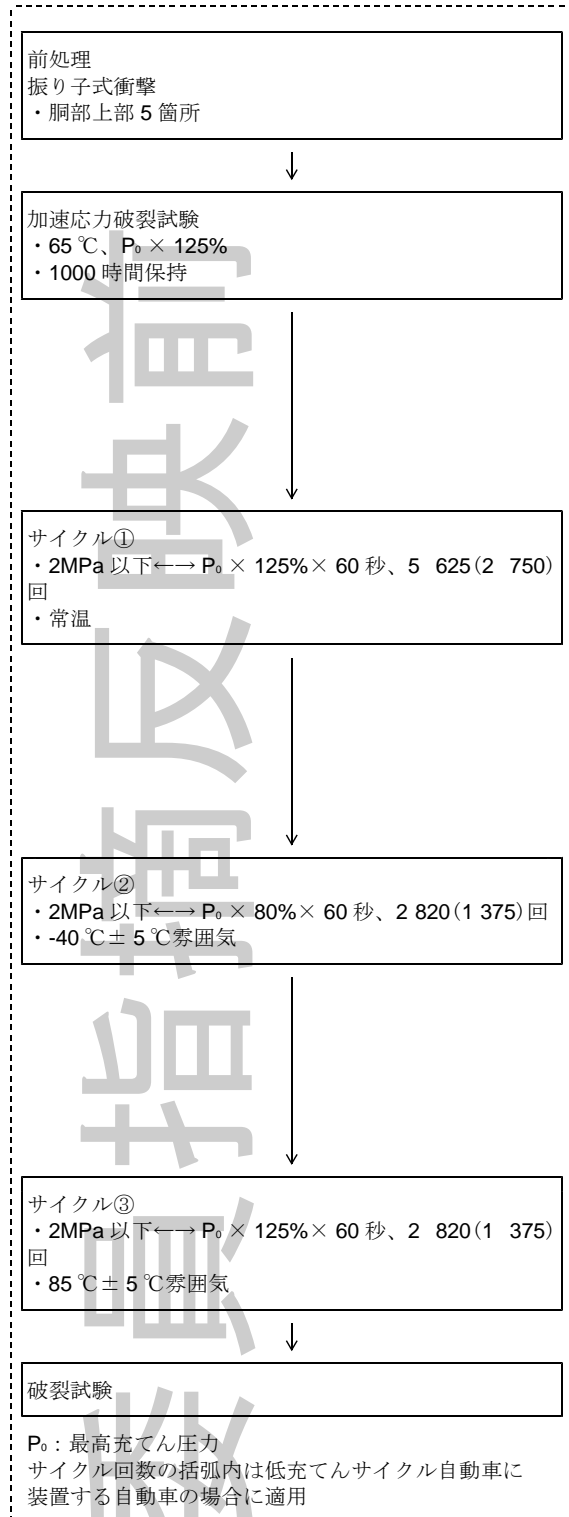 前処理
振り子式衝撃
・胴部上部 5 箇所
加速応力破裂試験
・65 ℃、P₀ × 125%
・1000 時間保持
サイクル①
・2MPa 以下←→ P₀ × 125%× 60 秒、5 625(2 750)
回
・常温
サイクル②
・2MPa 以下←→ P₀ × 80%× 60 秒、2 820(1 375)回
・-40 ℃± 5 ℃雰囲気
サイクル③
・2MPa 以下←→ P₀ × 125%× 60 秒、2 820(1 375)
回
・85 ℃± 5 ℃雰囲気
破裂試験
P₀：最高充てん圧力
サイクル回数の括弧内は低充てんサイクル自動車に
装置する自動車の場合に適用
委員指摘反映前